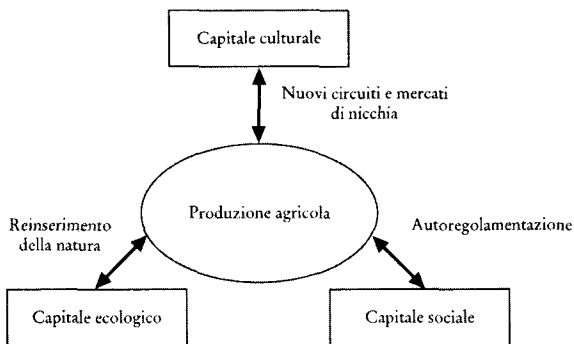 Capitale culturale
Nuovi circuiti e mercati
di nicchia
Produzione agricola
Reinserimento
della natura
Autoregolamentazione
Capitale ecologico
Capitale sociale